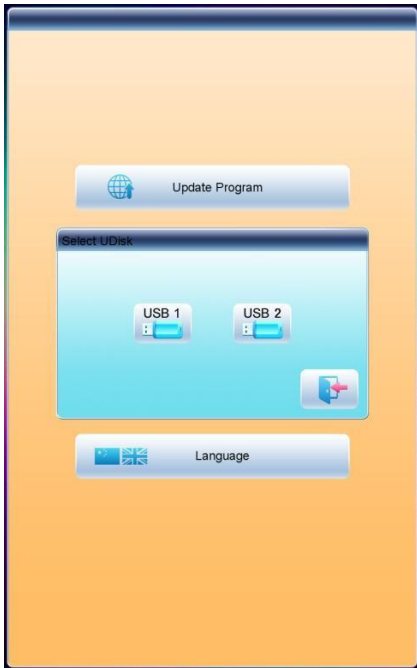 Update Program
Select UDisk
USB 1
USB 2
Language